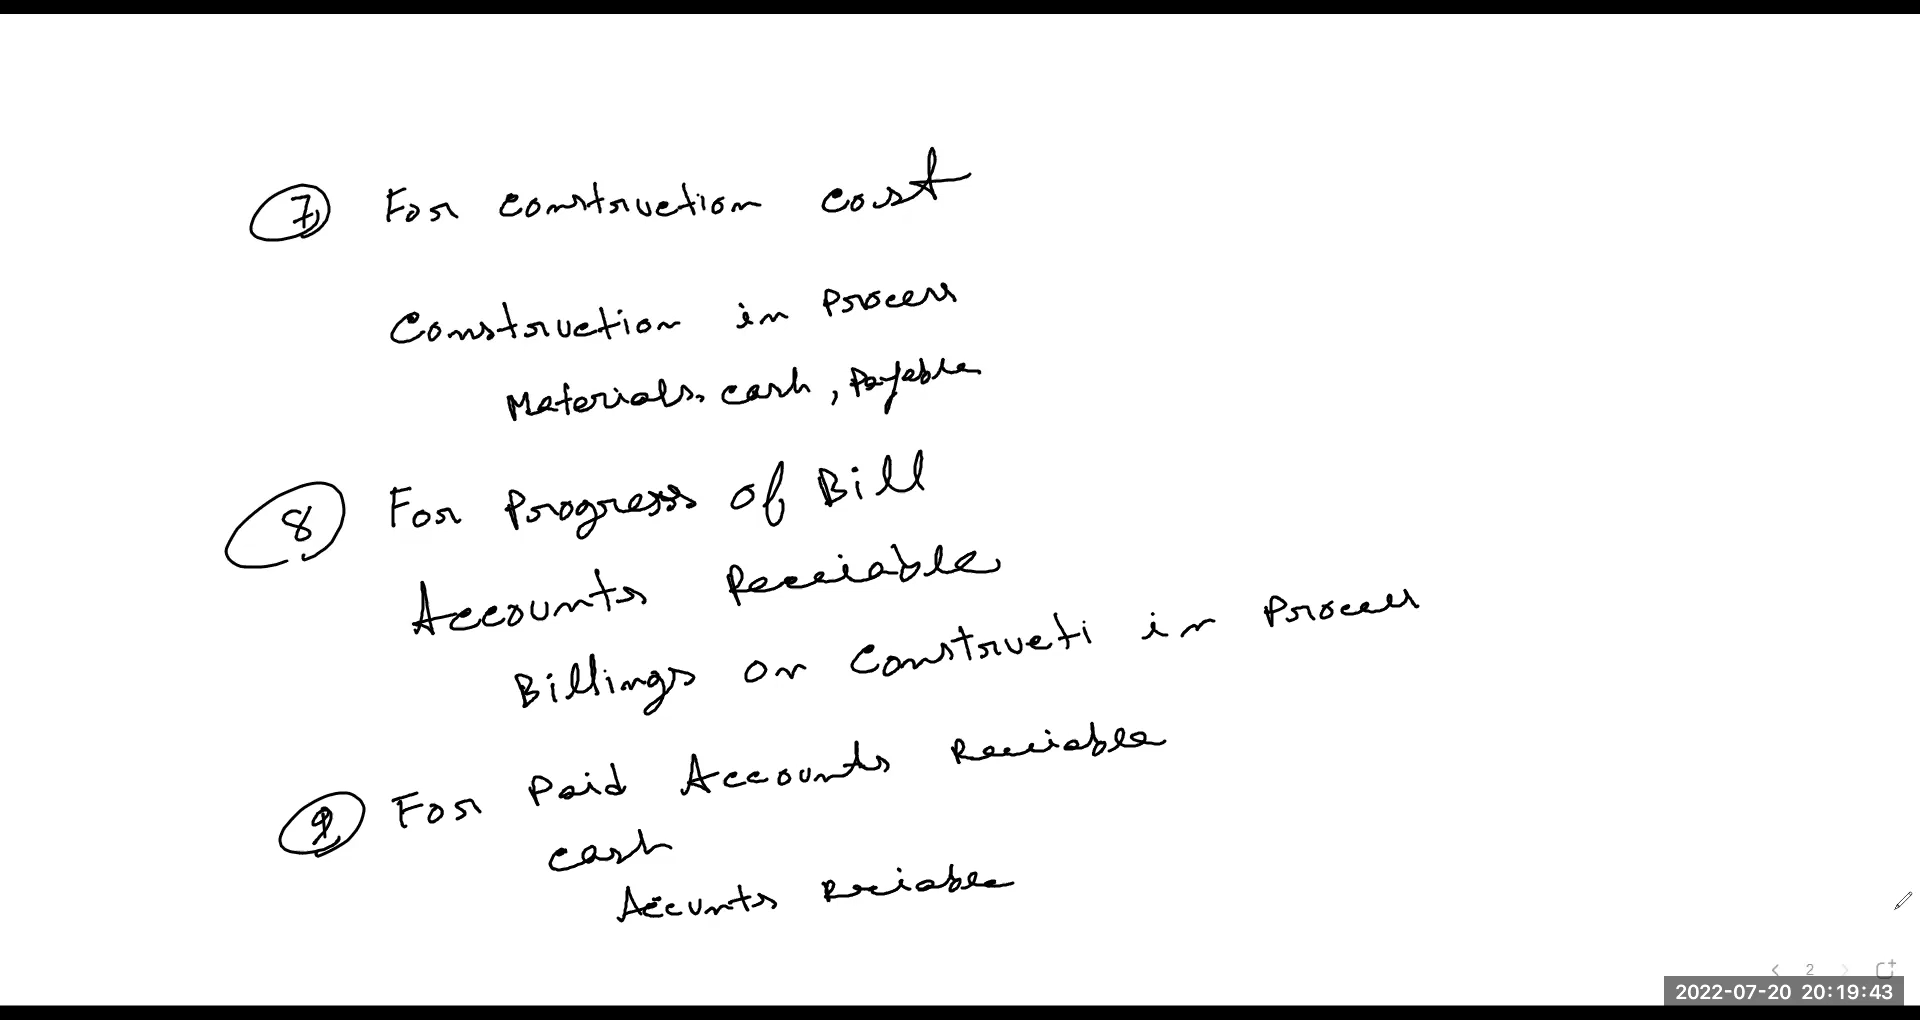 7 For construction cost
Construction in Process
Materials, cash, Payable
8 For Progress of Bill
Accounts Receiable
Billings on Constructi in Process
9 For Paid Accounts Receiable
cash
Accunts Reciable
2
2022-07-20 20:19:43